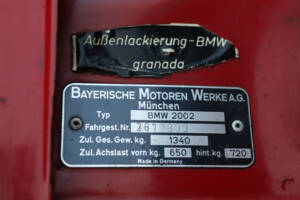 Außenlackierung-BMW
granada
BAYERISCHE MOTOREN WERKE A.G.
München
Typ BMW 2002
Fahrgest. Nr.
Zul. Ges. Gew. kg. 1340
Zul. Achslast vorn kg. 650 hint. kg. 720
Made in Germany